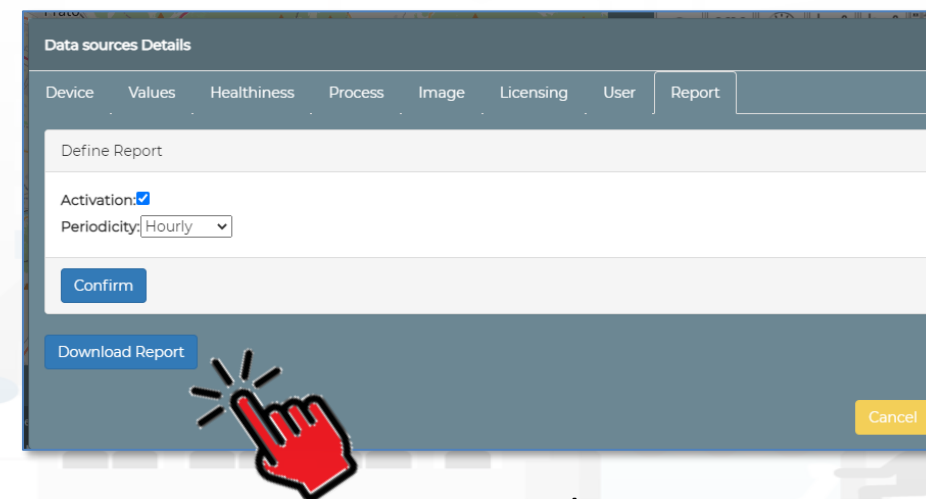 Prato,
Data sources Details
Device Values Healthiness Process Image Licensing User Report
Define Report
Activation:
Periodicity: Hourly
Confirm
Download Report
Cancel